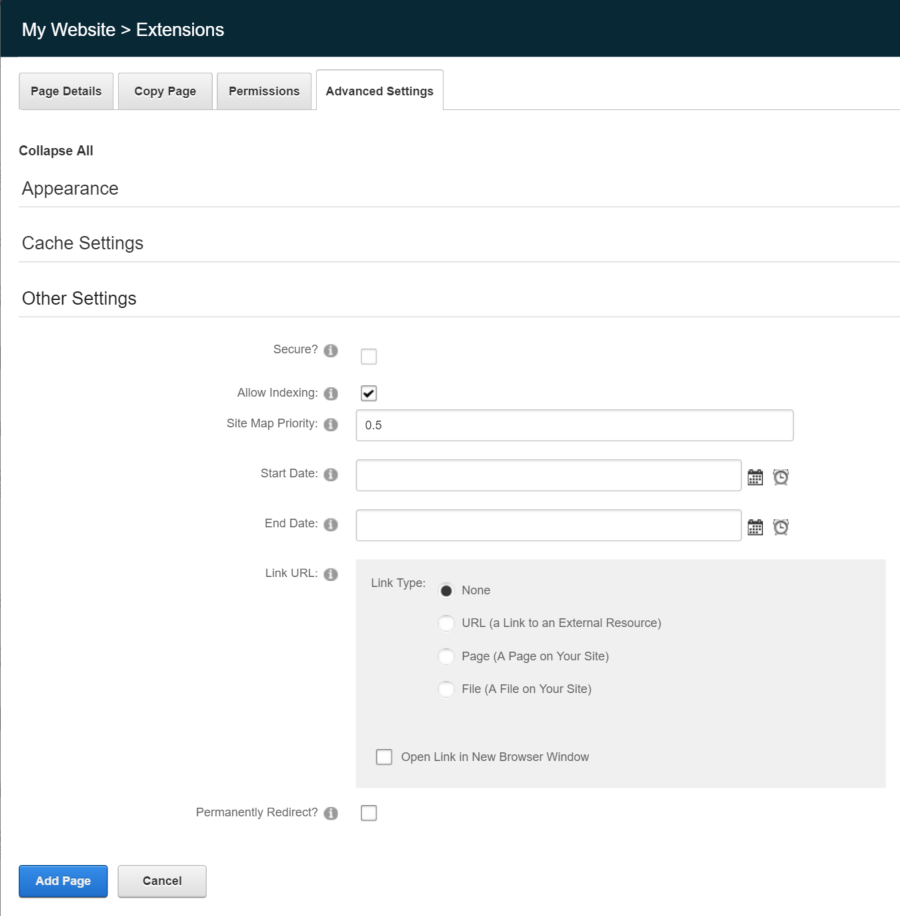 My Website > Extensions
Page Details
Copy Page
Permissions
Advanced Settings
Collapse All
Appearance
Cache Settings
Other Settings
Secure?
Allow Indexing:
Site Map Priority:
0.5
Start Date:
End Date:
Link URL:
Link Type:
None
URL (a Link to an External Resource)
Page (A Page on Your Site)
File (A File on Your Site)
Open Link in New Browser Window
Permanently Redirect?
Add Page
Cancel